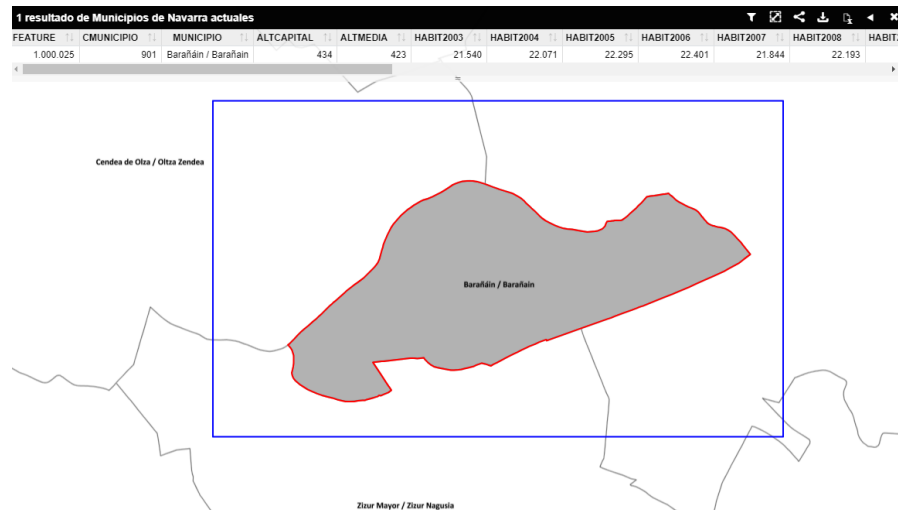 1 resultado de Municipios de Navarra actuales
FEATURE CMUNICIPIO MUNICIPIO ALTCAPITAL ALTMEDIA HABIT2003 HABIT2004 HABIT2005 HABIT2006 HABIT2007 HABIT2008 HABIT
1.000.025 901 Barañáin / Barañain 434 423 21.540 22.071 22.295 22.401 21.844 22.193
Cendea de Olza / Oltza Zendea
Barañáin / Barañain
Zizur Mayor / Zizur Nagusia